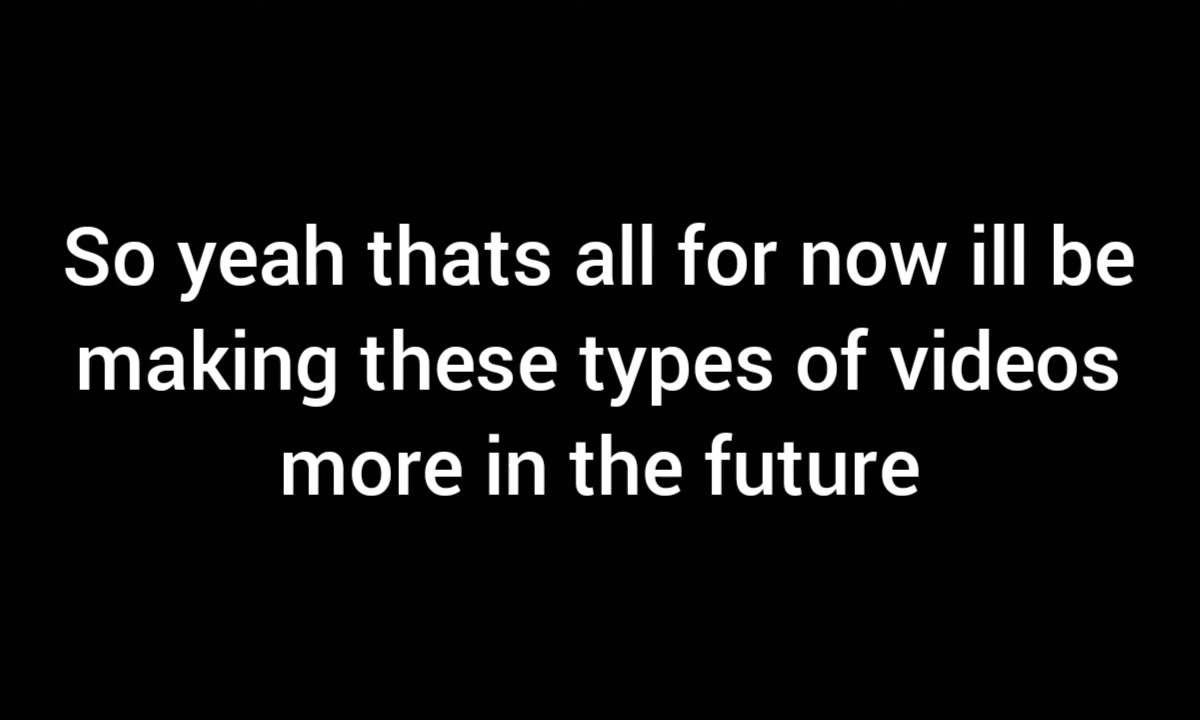 So yeah thats all for now ill be
making these types of videos
more in the future